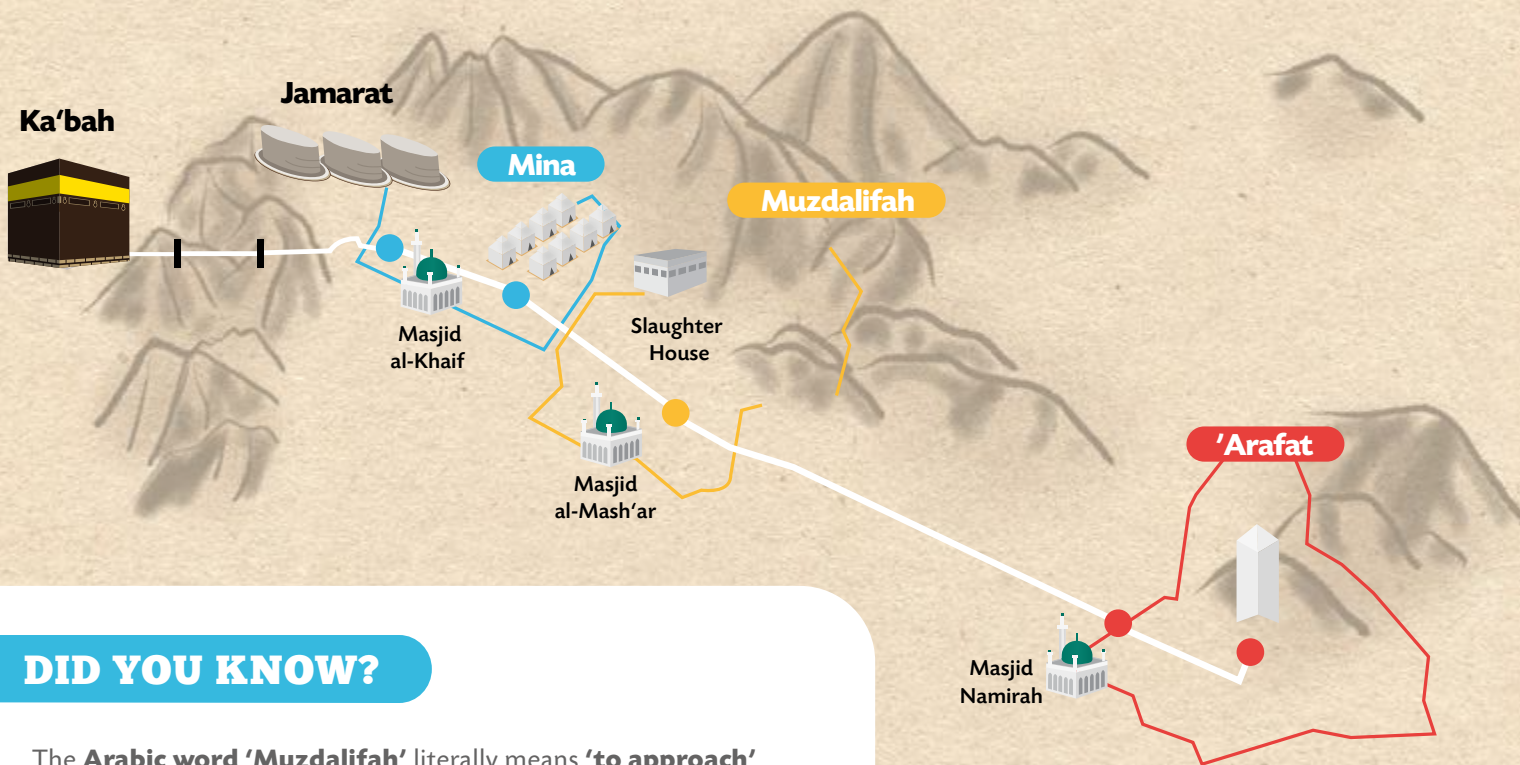 Ka‘bah
Jamarat
Mina
Muzdalifah
Masjid
al-Khaif
Slaughter
House
Masjid
al-Mash‘ar
’Arafat
Masjid
Namirah
DID YOU KNOW?
The Arabic word ‘Muzdalifah’ literally means ‘to approach’